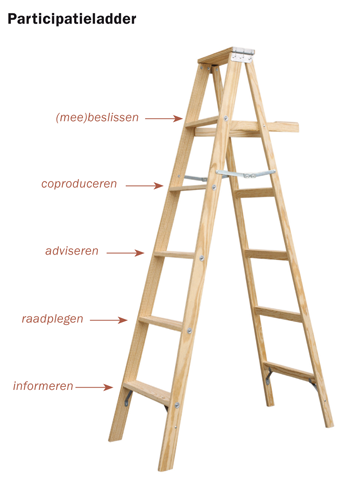 Participatieladder
(mee)beslissen
coproduceren
adviseren
raadplegen
informeren